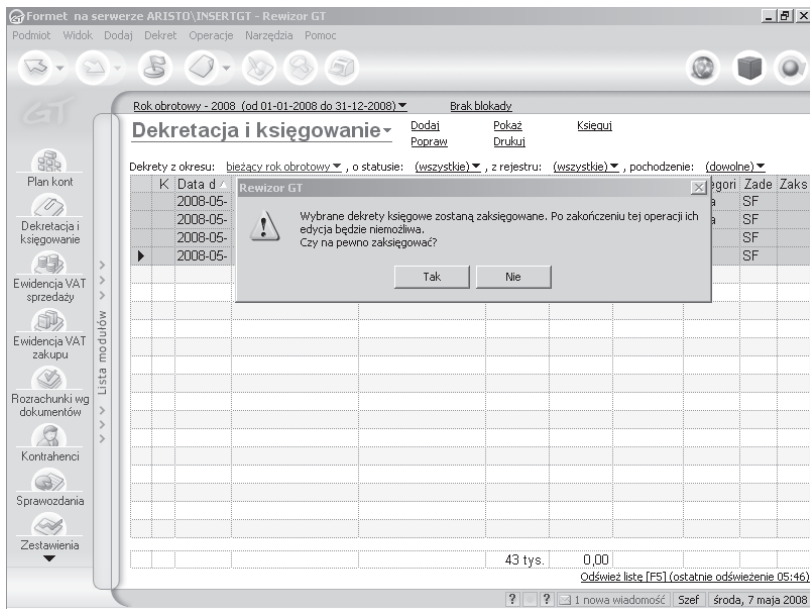 Formet na serwerze ARISTO\INSERTGT - Rewizor GT
Podmiot Widok Dodaj Dekret Operacje Narzędzia Pomoc
GT
Rok obrotowy - 2008 (od 01-01-2008 do 31-12-2008) Brak blokady
Dekretacja i księgowanie
Dodaj Pokaż Księguj
Popraw Drukuj
Dekrety z okresu: bieżący rok obrotowy , o statusie: (wszystkie) , z rejestru: (wszystkie) , pochodzenie: (dowolne)
K Data d egori Zade Zaks
2008-05- a SF
2008-05- a SF
2008-05- SF
2008-05- SF
Rewizor GT
Wybrane dekrety księgowe zostaną zaksięgowane. Po zakończeniu tej operacji ich
edycja będzie niemożliwa.
Czy na pewno zaksięgować?
Tak Nie
Plan kont
Dekretacja i
księgowanie
Ewidencja VAT
sprzedaży
Ewidencja VAT
zakupu
Rozrachunki wg
dokumentów
Kontrahenci
Sprawozdania
Zestawienia
Lista modułów
43 tys. 0,00
Odśwież listę [F5] (ostatnie odświeżenie 05:46)
? ? 1 nowa wiadomość Szef środa, 7 maja 2008